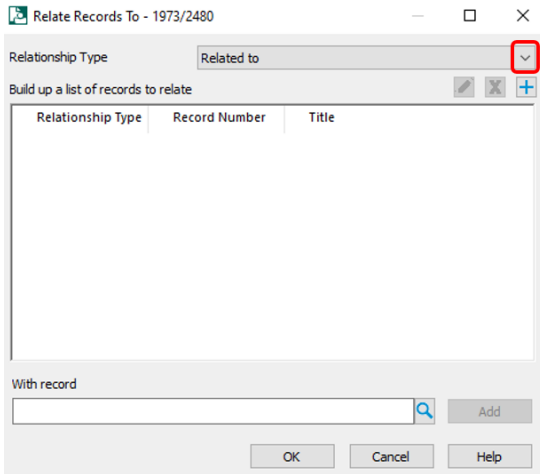 Relate Records To - 1973/2480
Relationship Type
Related to
Build up a list of records to relate
Relationship Type Record Number Title
With record
Add
OK Cancel Help